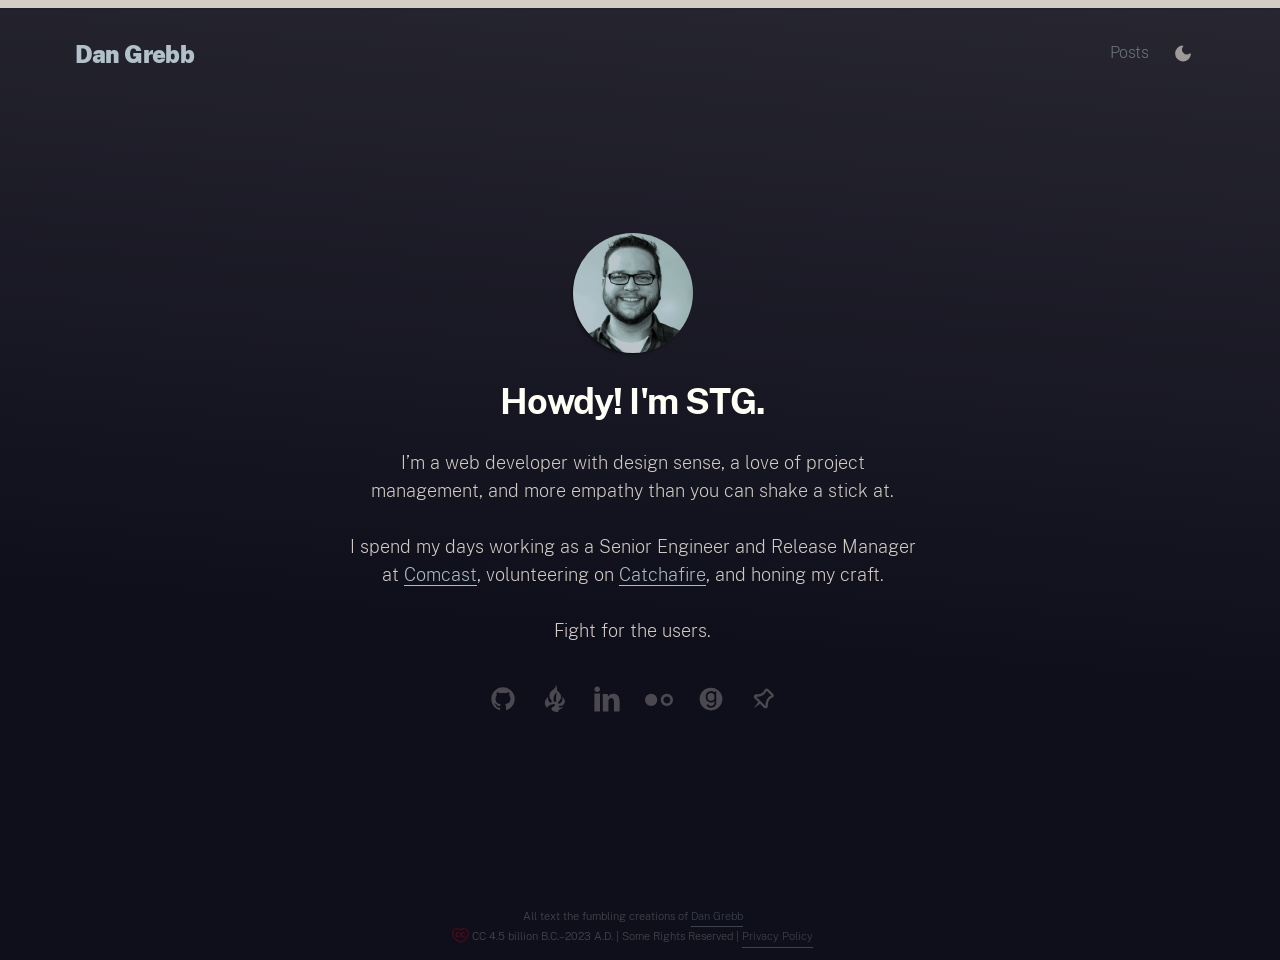 Dan Grebb
Posts
Howdy! I'm STG.
I’m a web developer with design sense, a love of project
management, and more empathy than you can shake a stick at.
I spend my days working as a Senior Engineer and Release Manager
at Comcast, volunteering on Catchafire, and honing my craft.
Fight for the users.
in
All text the fumbling creations of Dan Grebb
CC 4.5 billion B.C.–2023 A.D. | Some Rights Reserved | Privacy Policy